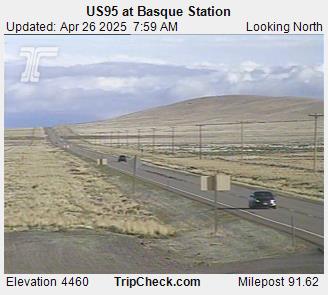 US95 at Basque Station
Updated: Apr 26 2025 7:59 AM Looking North
Elevation 4460 TripCheck.com Milepost 91.62